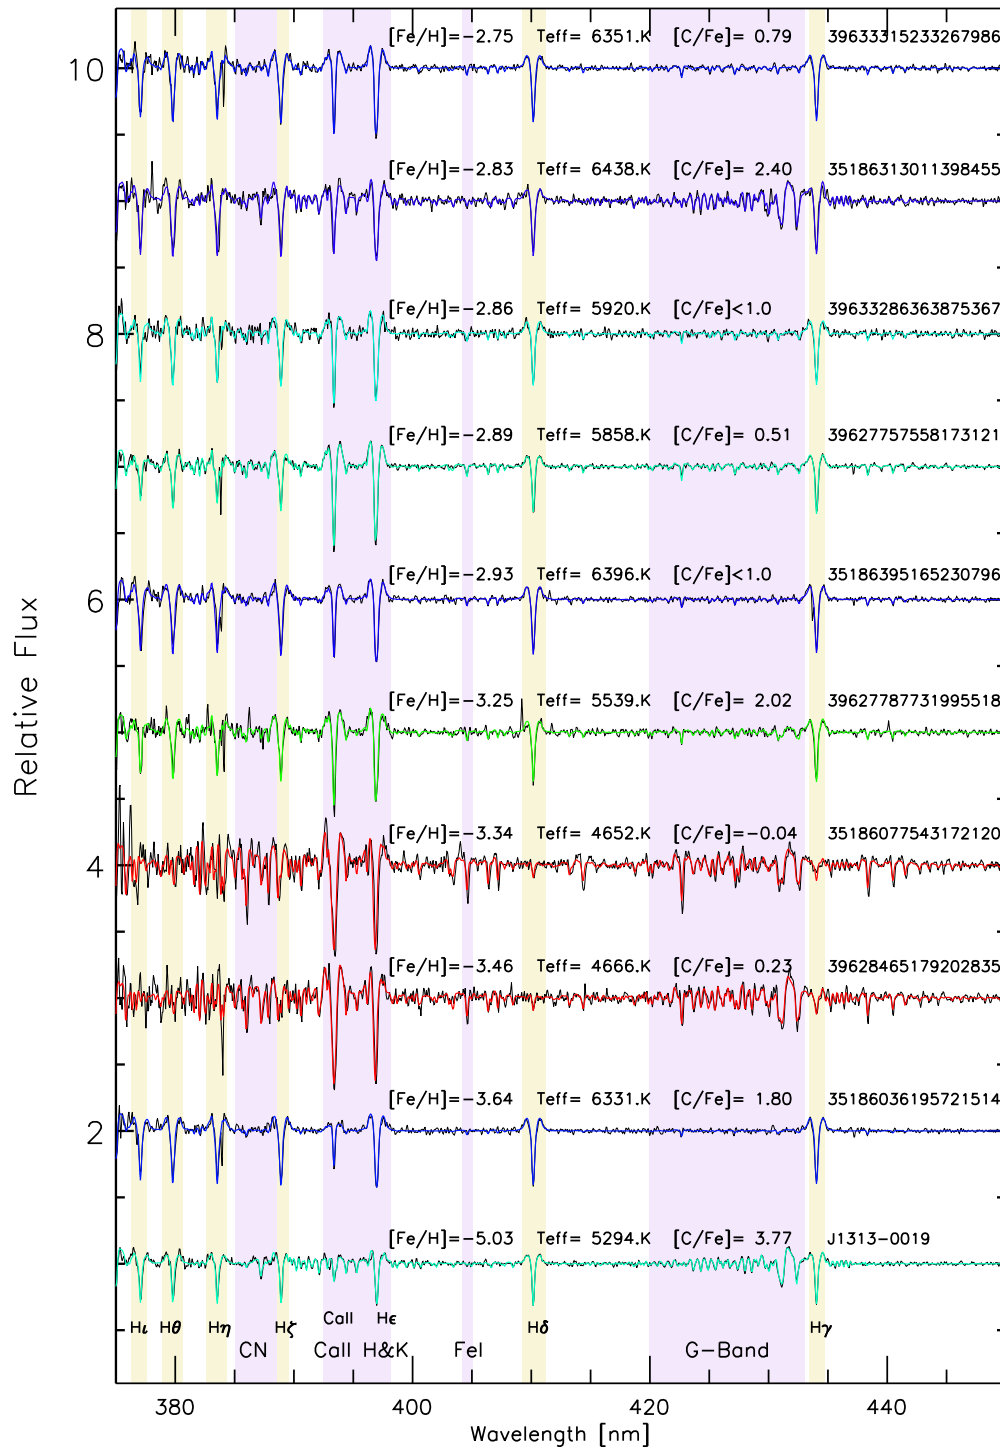 [Fe/H]=−2.75 Teff= 6351.K [C/Fe]= 0.79 39633315233267986
10
[Fe/H]=−2.83 Teff= 6438.K [C/Fe]= 2.40 35186313011398455
[Fe/H]=−2.86 Teff= 5920.K [C/Fe]<1.0 39633286363875367
8
[Fe/H]=−2.89 Teff= 5858.K [C/Fe]= 0.51 39627757558173121
[Fe/H]=−2.93 Teff= 6396.K [C/Fe]<1.0 35186395165230796
6
[Fe/H]=−3.25 Teff= 5539.K [C/Fe]= 2.02 39627787731995518
Relative Flux
[Fe/H]=−3.34 Teff= 4652.K [C/Fe]=−0.04 35186077543172120
4
[Fe/H]=−3.46 Teff= 4666.K [C/Fe]= 0.23 39628465179202835
[Fe/H]=−3.64 Teff= 6331.K [C/Fe]= 1.80 35186036195721514
2
[Fe/H]=−5.03 Teff= 5294.K [C/Fe]= 3.77 J1313−0019
Hι Hθ Hη Hζ CaII Hε Hδ Hγ
CN CaII H&K FeI G−Band
380 400 420 440
Wavelength [nm]